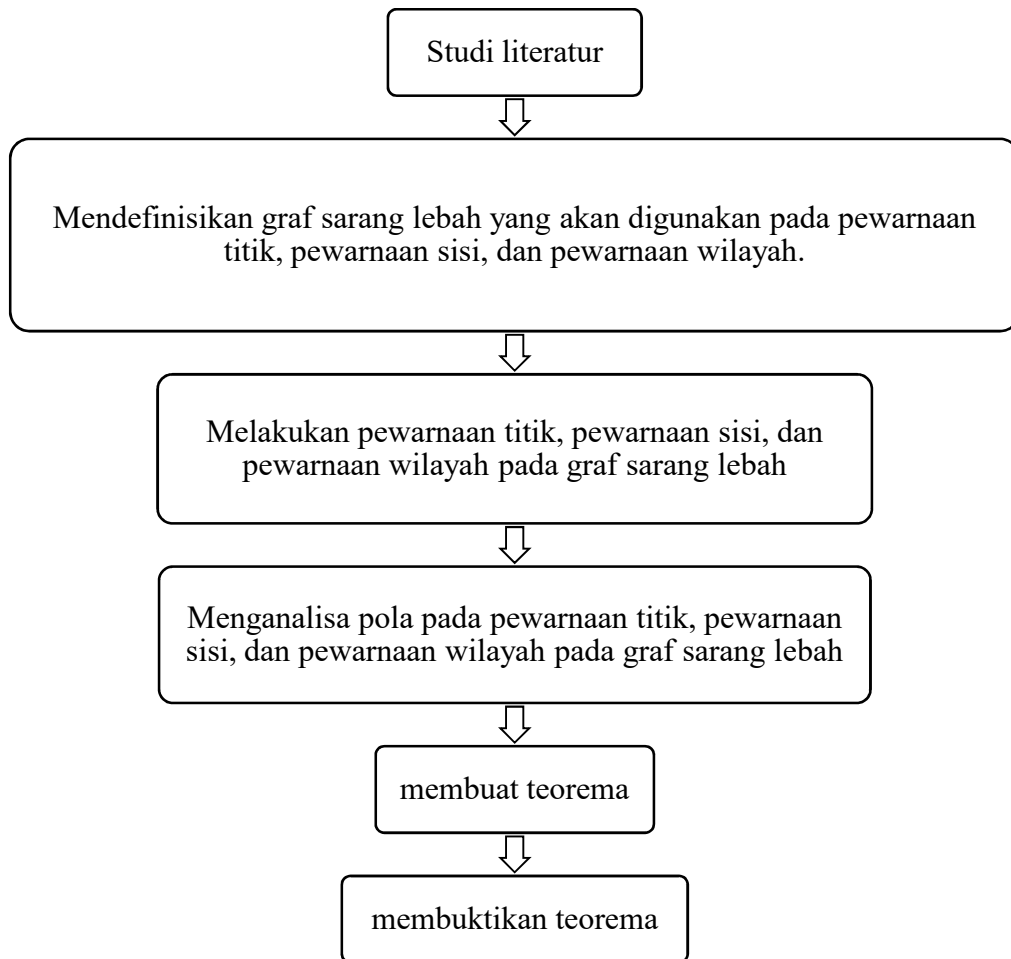 Studi literatur
Mendefinisikan graf sarang lebah yang akan digunakan pada pewarnaan
titik, pewarnaan sisi, dan pewarnaan wilayah.
Melakukan pewarnaan titik, pewarnaan sisi, dan
pewarnaan wilayah pada graf sarang lebah
Menganalisa pola pada pewarnaan titik, pewarnaan
sisi, dan pewarnaan wilayah pada graf sarang lebah
membuat teorema
membuktikan teorema